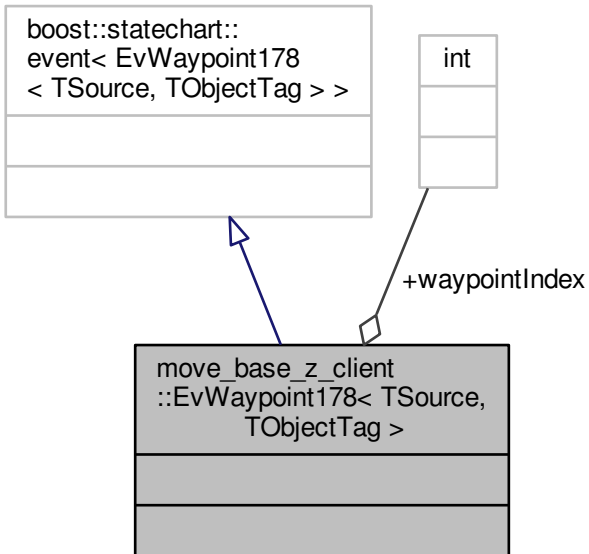 boost::statechart::
event< EvWaypoint178
< TSource, TObjectTag > >
int
+waypointIndex
move_base_z_client
::EvWaypoint178< TSource,
TObjectTag >